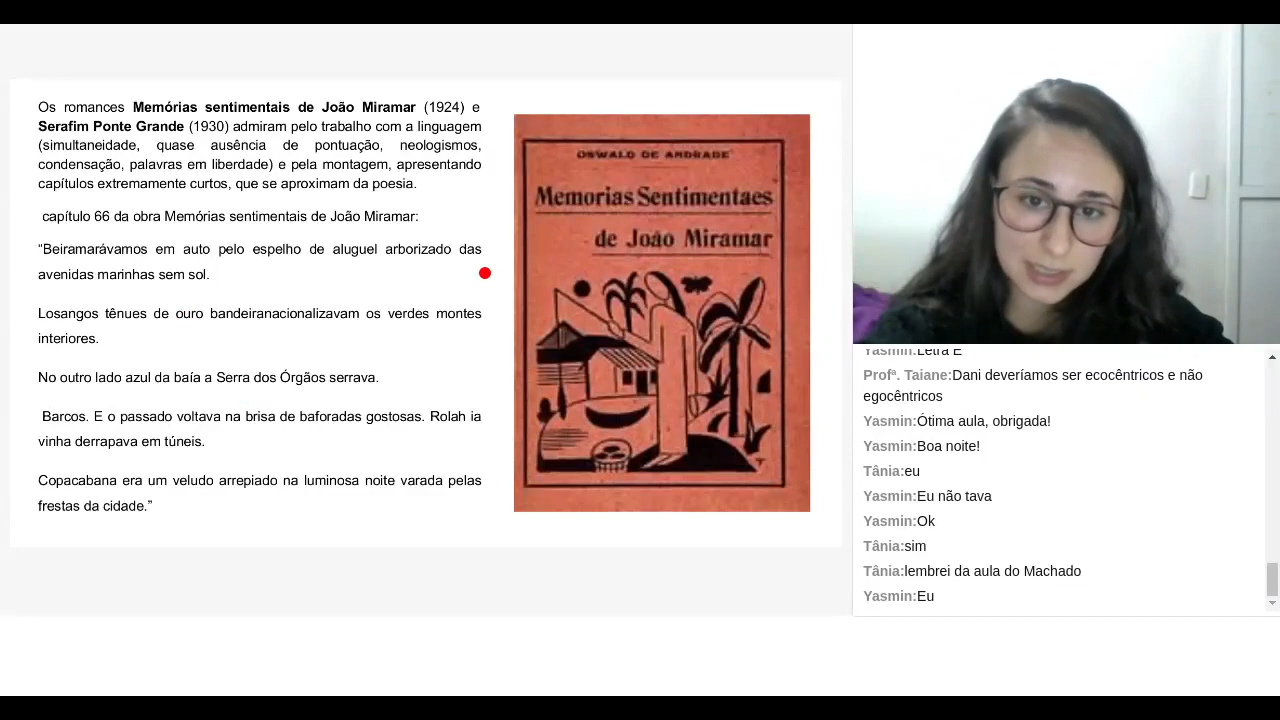 Os romances Memórias sentimentais de João Miramar (1924) e
Serafim Ponte Grande (1930) admiram pelo trabalho com a linguagem
(simultaneidade, quase ausência de pontuação, neologismos,
condensação, palavras em liberdade) e pela montagem, apresentando
capítulos extremamente curtos, que se aproximam da poesia.
capítulo 66 da obra Memórias sentimentais de João Miramar:
“Beiramarávamos em auto pelo espelho de aluguel arborizado das
avenidas marinhas sem sol.
Losangos tênues de ouro bandeiranacionalizavam os verdes montes
interiores.
No outro lado azul da baía a Serra dos Órgãos serrava.
Barcos. E o passado voltava na brisa de baforadas gostosas. Rolah ia
vinha derrapava em túneis.
Copacabana era um veludo arrepiado na luminosa noite varada pelas
frestas da cidade.”
OSWALD DE ANDRADE
Memorias Sentimentaes
de João Miramar
Yasmin:Letra E
Profª. Taiane:Dani deveríamos ser ecocêntricos e não
egocêntricos
Yasmin:Ótima aula, obrigada!
Yasmin:Boa noite!
Tânia:eu
Yasmin:Eu não tava
Yasmin:Ok
Tânia:sim
Tânia:lembrei da aula do Machado
Yasmin:Eu